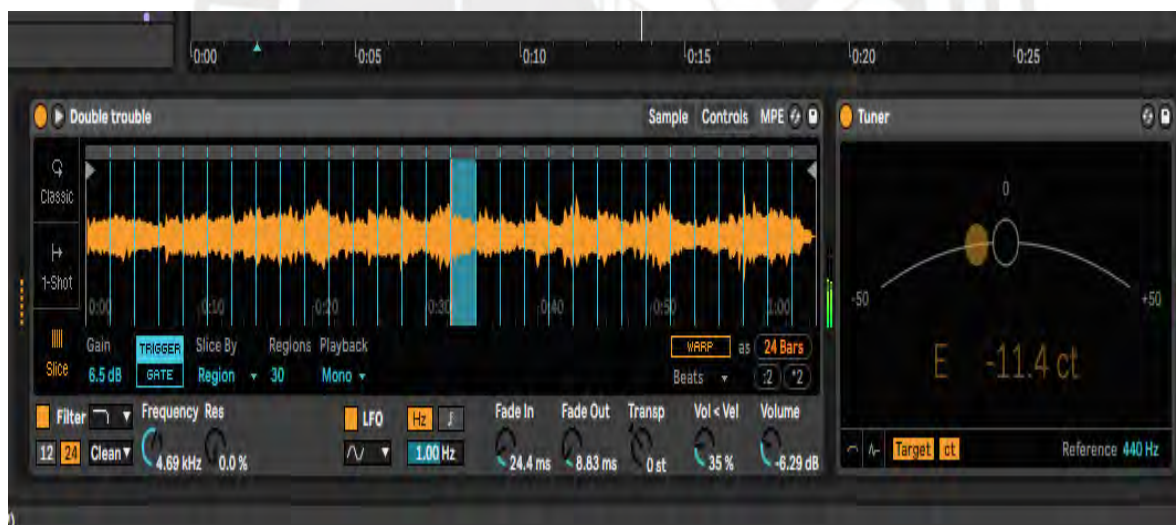 0:00 0:05 0:10 0:15 0:20 0:25
Double trouble Sample Controls MPE
Tuner
Classic
1-Shot
Slice
0:00 0:10 0:20 0:30 0:40 0:50 1:00
Gain TRIGGER Slice By Regions Playback WARP as 24 Bars
6.5 dB GATE Region 30 Mono Beats :2 *2
Filter Frequency Res LFO Hz Fade In Fade Out Transp Vol < Vel Volume
12 24 Clean 4.69 kHz 0.0 % 1.00 Hz 24.4 ms 8.83 ms 0 st 35 % -6.29 dB
0
-50 +50
E -11.4 ct
Target ct Reference 440 Hz